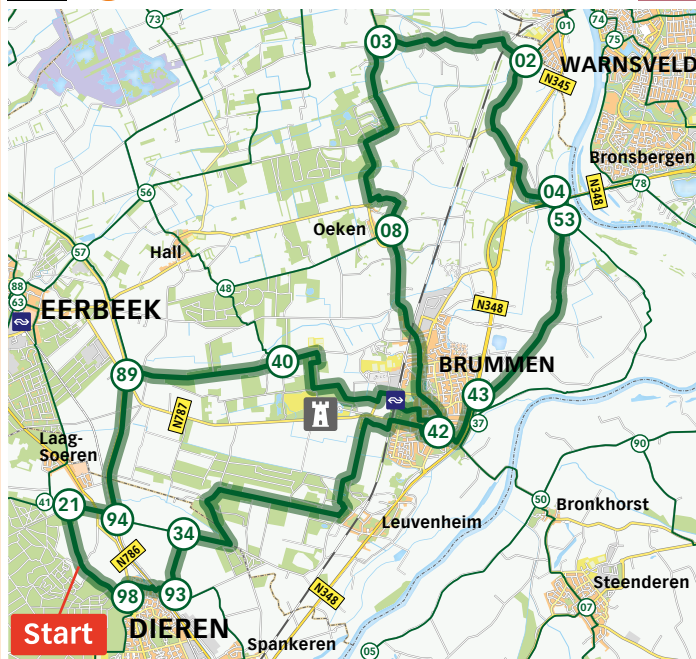 73
03
01
74
75
02
WARNSVELD
N345
Bronsbergen
56
04
N348
78
53
Oeken
08
Hall
57
48
88
63
EERBEEK
N348
40
BRUMMEN
89
43
N787
37
42
Laag-
Soeren
90
41
21
94
34
50
Bronkhorst
Leuvenheim
N786
Steenderen
98
93
N348
07
Start
DIEREN
Spankeren
05